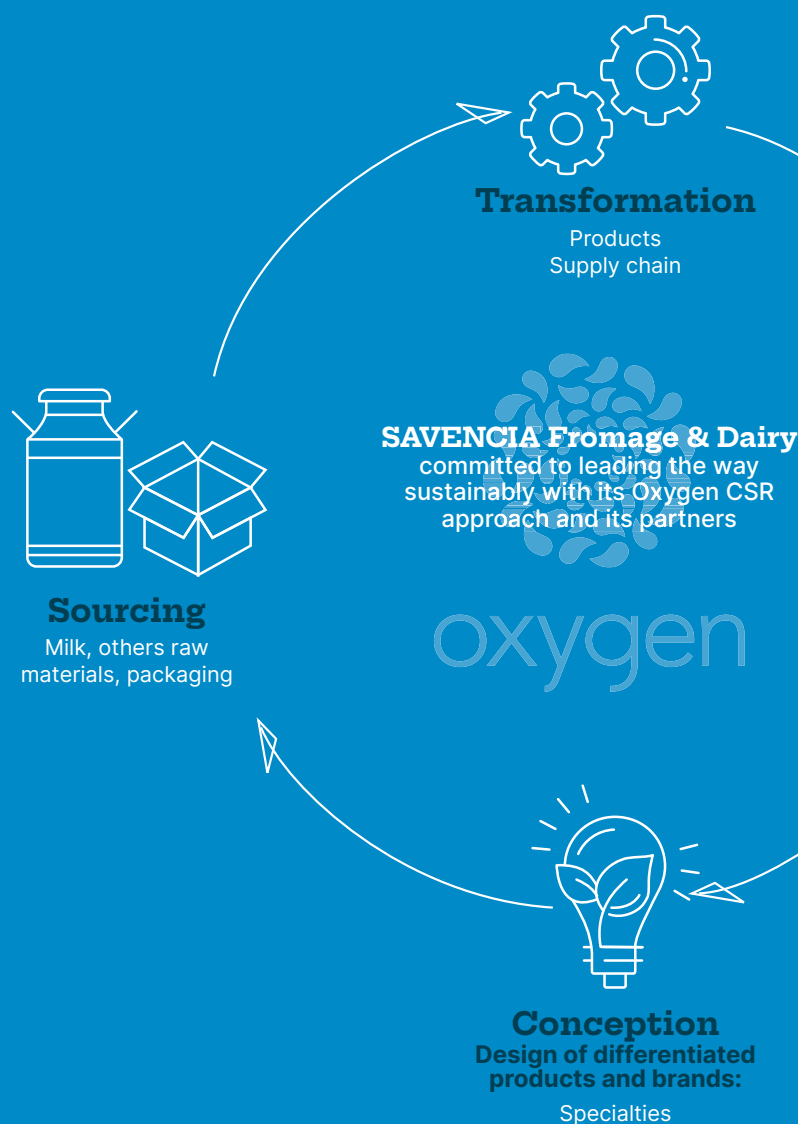 Transformation
Products
Supply chain
SAVENCIA Fromage & Dairy
committed to leading the way
sustainably with its Oxygen CSR
approach and its partners
oxygen
Sourcing
Milk, others raw
materials, packaging
Conception
Design of differentiated
products and brands:
Specialties